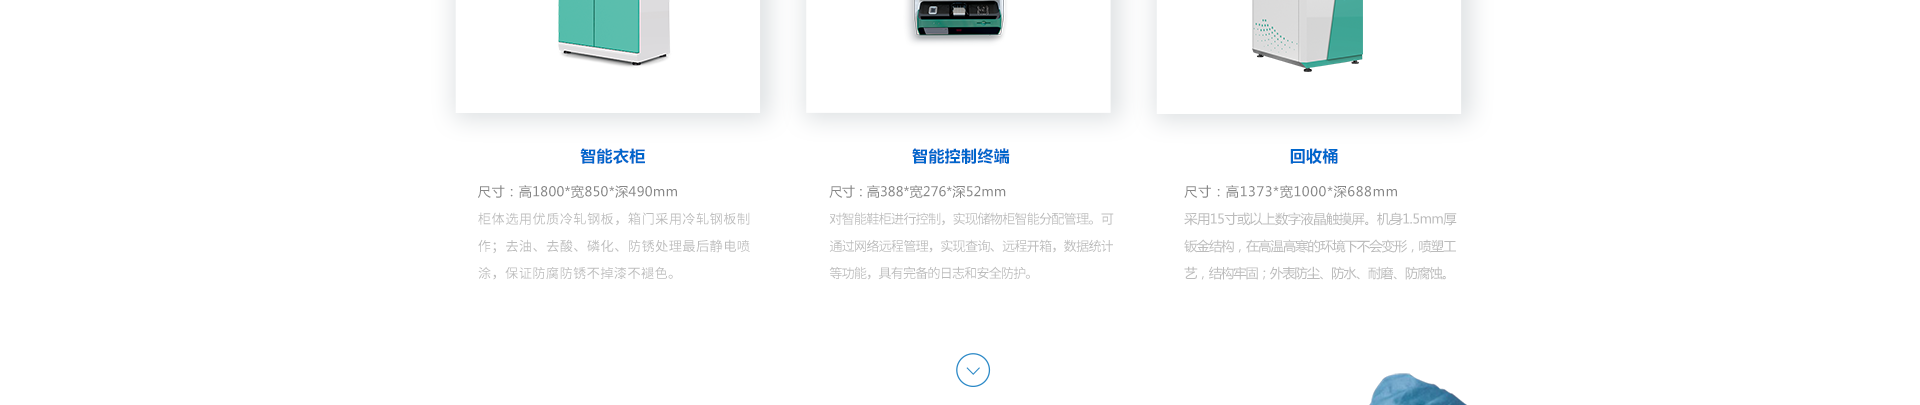 智能衣柜
尺寸：高1800*宽850*深490mm
柜体选用优质冷轧钢板，箱门采用冷轧钢板制
作；去油、去酸、磷化、防锈处理最后静电喷
涂，保证防腐防锈不掉漆不褪色。
智能控制终端
尺寸：高388*宽276*深52mm
对智能鞋柜进行控制，实现储物柜智能分配管理。可
通过网络远程管理，实现查询、远程开箱，数据统计
等功能，具有完备的日志和安全防护。
回收桶
尺寸：高1373*宽1000*深688mm
采用15寸或以上数字液晶触摸屏。机身1.5mm厚
钣金结构，在高温高寒的环境下不会变形，喷塑工
艺，结构牢固；外表防尘、防水、耐磨、防腐蚀。